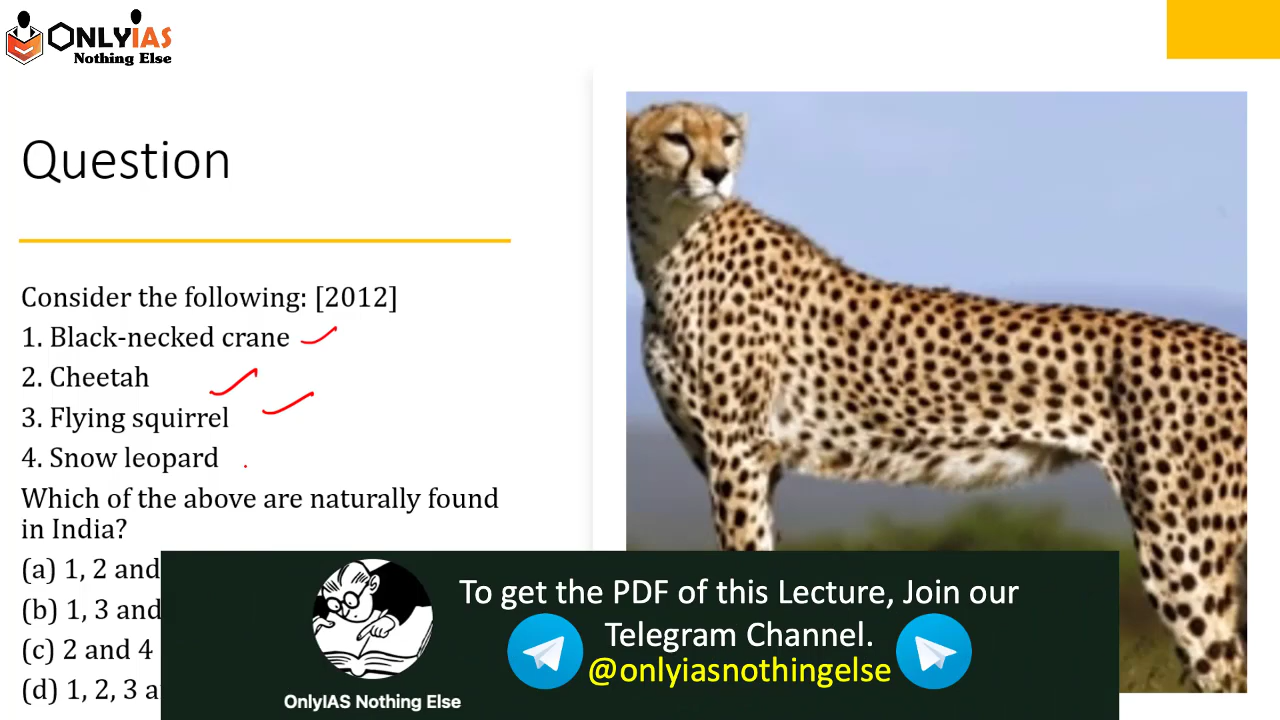 ONLYIAS
Nothing Else
Question
Consider the following: [2012]
1. Black-necked crane
2. Cheetah
3. Flying squirrel
4. Snow leopard
Which of the above are naturally found
in India?
(a) 1, 2 and
(b) 1, 3 and
(c) 2 and 4
(d) 1, 2, 3
To get the PDF of this Lecture, Join our
Telegram Channel.
@onlyiasnothingelse
OnlyIAS Nothing Else